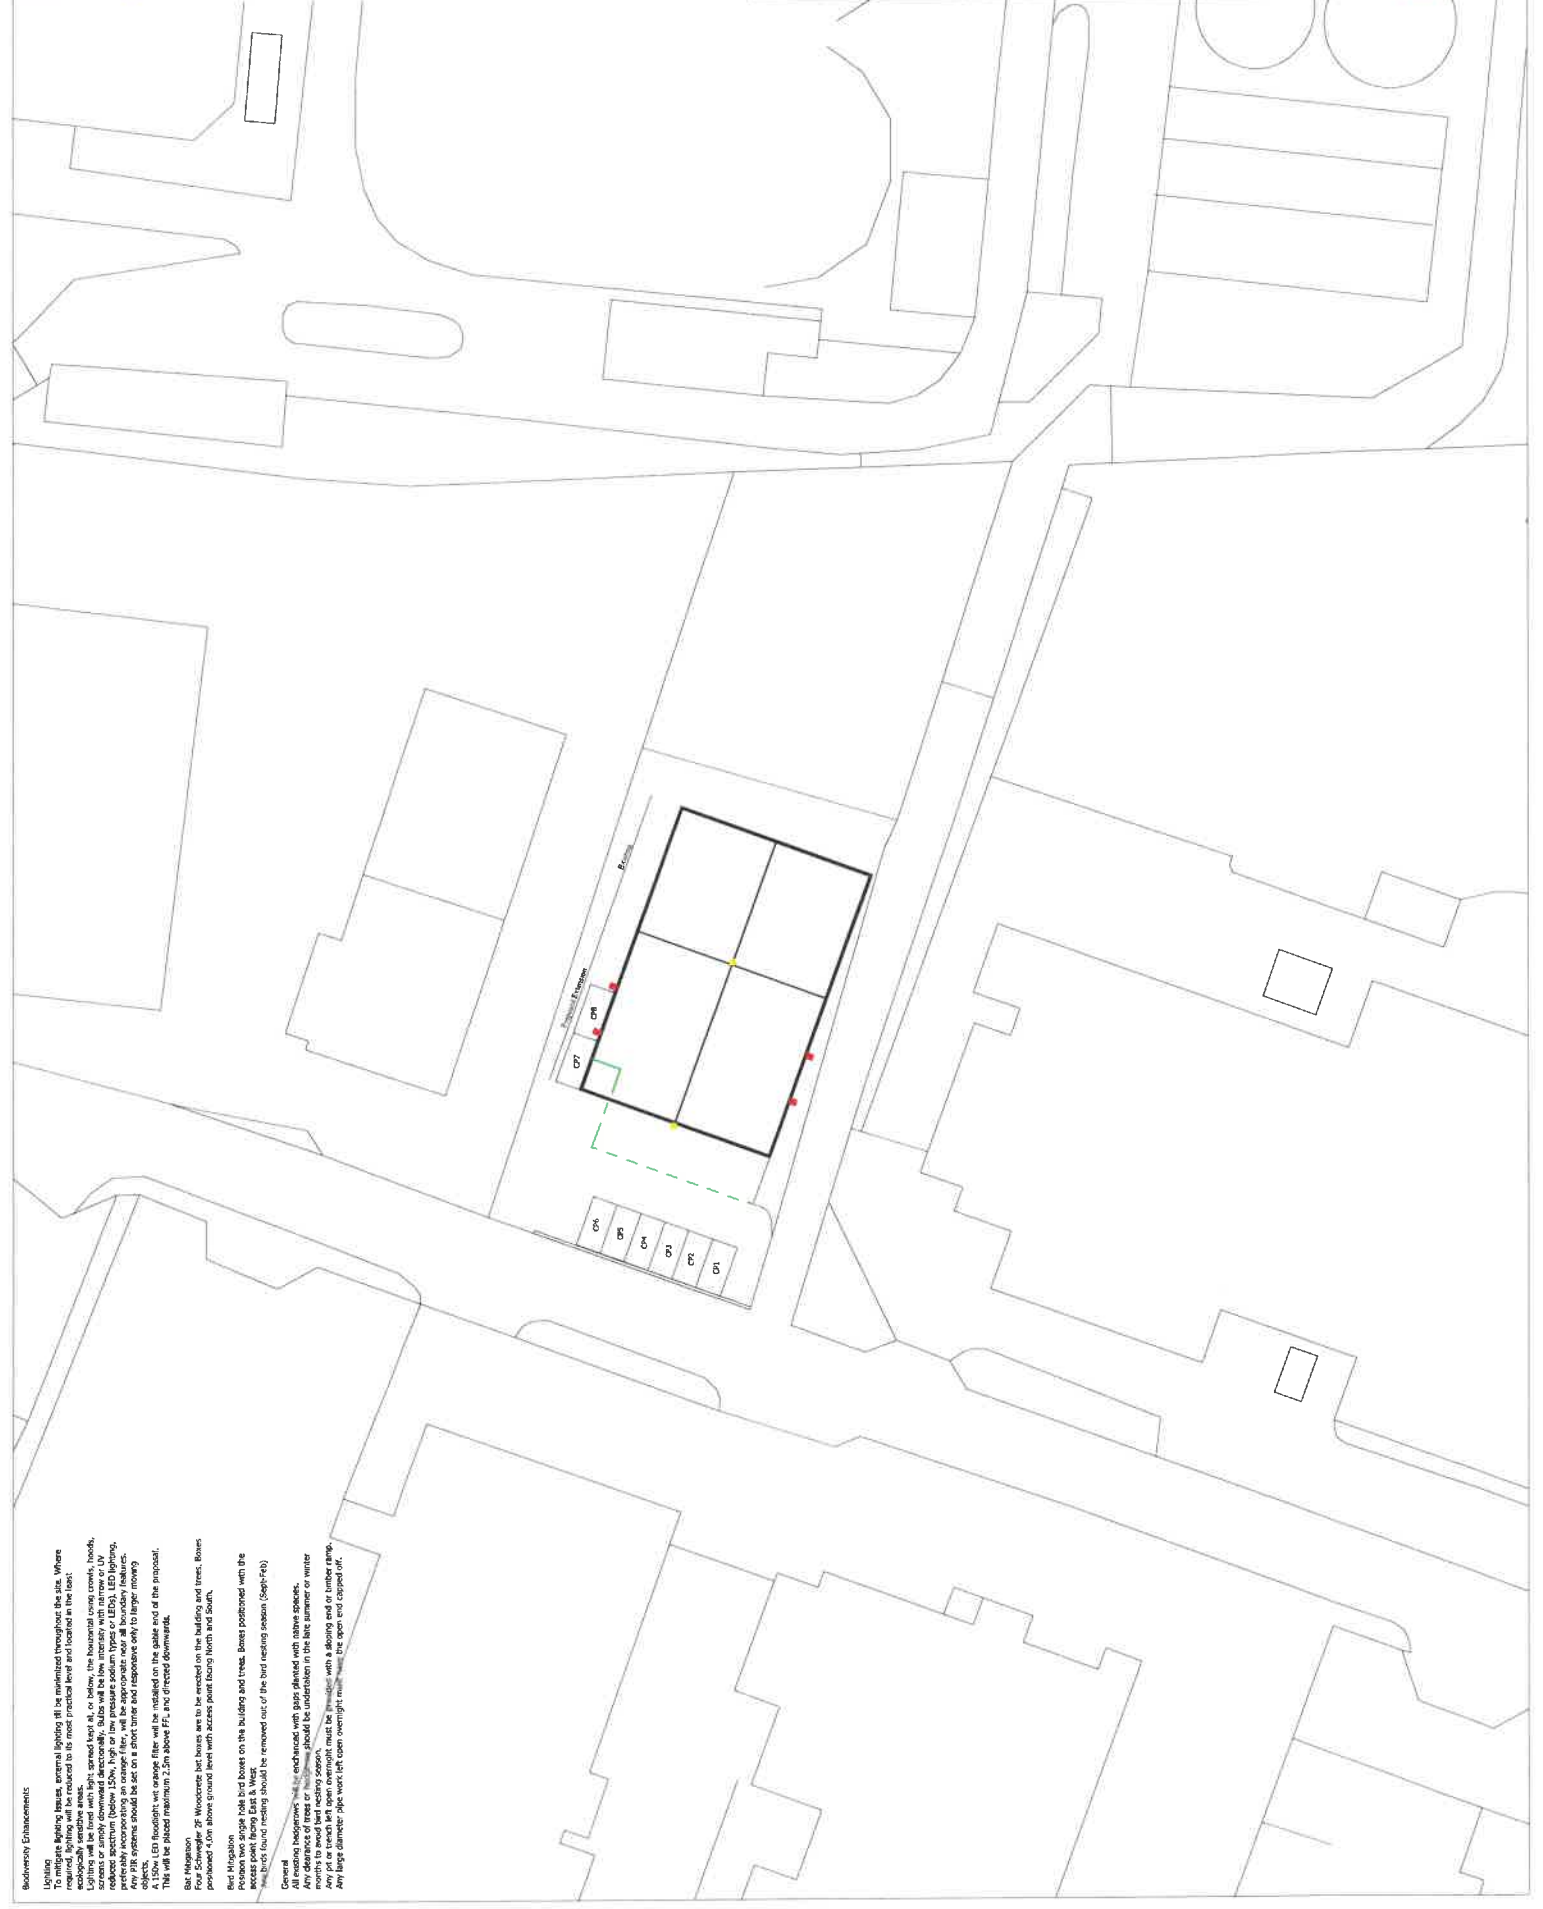 Biodiversity Enhancements
Lighting
To mitigate lighting issues, external lighting till be minimized throughout the site. Where
required, lighting will be reduced to its most practical level and located in the least
ecologically sensitive areas.
Lighting will be fixed with light spread kept at, or below, the horizontal using cowls, hoods,
screens or simply downward directionally. Bulbs will be low intensity with narrow or UV
reduced spectrum (below 150w, high or low pressure sodium types or LEDs). LED lighting,
preferably incorporating an orange filter, will be appropriate near all boundary features.
Any PIR systems should be set on a short timer and responsive only to larger moving
objects.
A 150w LED floodlight wit orange filter will be installed on the gable end of the proposal.
This will be placed maximum 2.5m above FFL and directed downwards.
Bat Mitigation
Four Schwegler 2F Woodcrete bat boxes are to be erected on the building and trees. Boxes
positioned 4.0m above ground level with access point facing North and South.
Bird Mitigation
Position two single hole bird boxes on the building and trees. Boxes positioned with the
access point facing East & West
birds found nesting should be removed out of the bird nesting season (Sept-Feb)
General
All existing hedgerows will be enchanced with gaps planted with native species.
Any clearance of trees or should be undertaken in the late summer or winter
months to avoid bird nesting season.
Any pit or trench left open overnight must be provided with a sloping end or timber ramp.
Any large diameter pipe work left open overnight must have the open end capped off.
Existing
Proposed Extension
CP8
CP7
CP6
CP5
CP4
CP3
CP2
CP1